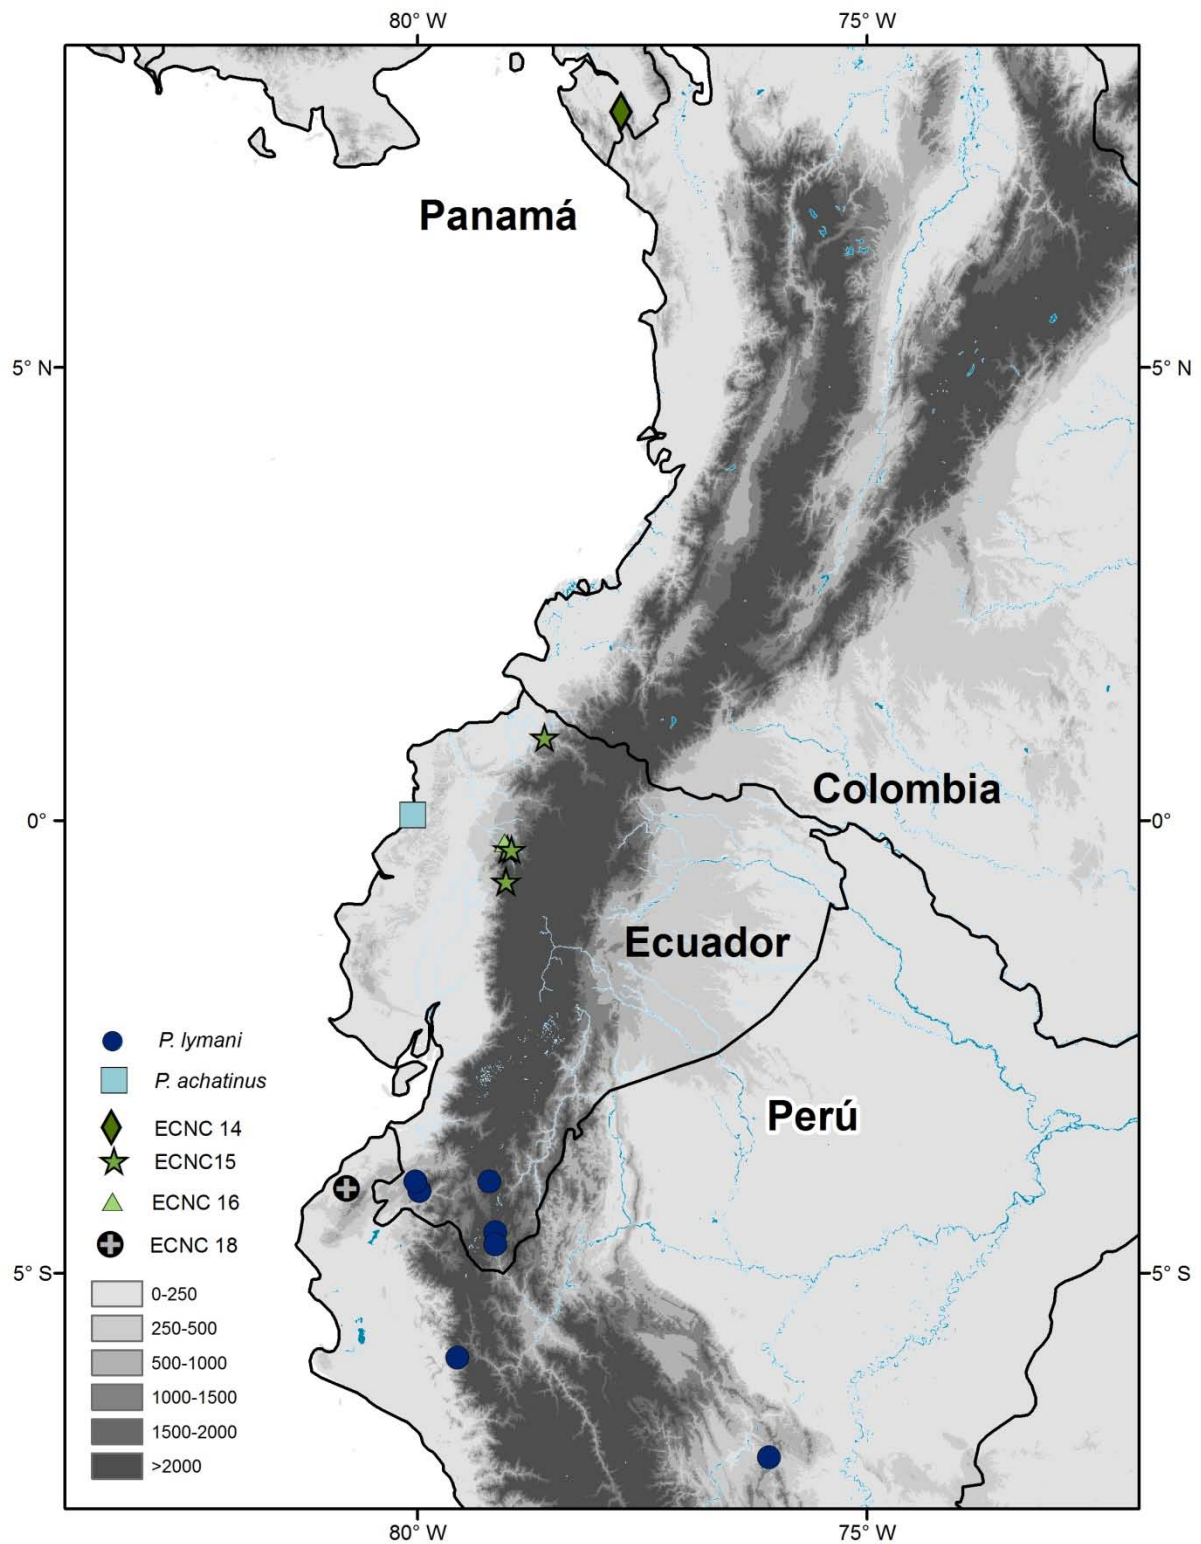 80° W 75° W
Panamá
5° N 5° N
Colombia
0° 0°
Ecuador
P. lymani
P. achatinus
Perú
ECNC 14
ECNC15
ECNC 16
ECNC 18
5° S 5° S
0-250
250-500
500-1000
1000-1500
1500-2000
>2000
80° W 75° W